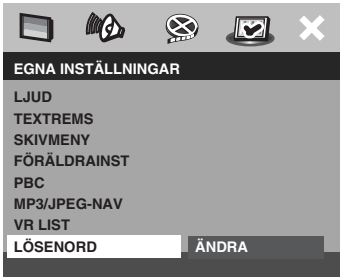 EGNA INSTÄLLNINGAR
LJUD
TEXTREMS
SKIVMENY
FÖRÄLDRAINST
PBC
MP3/JPEG-NAV
VR LIST
LÖSENORD ÄNDRA